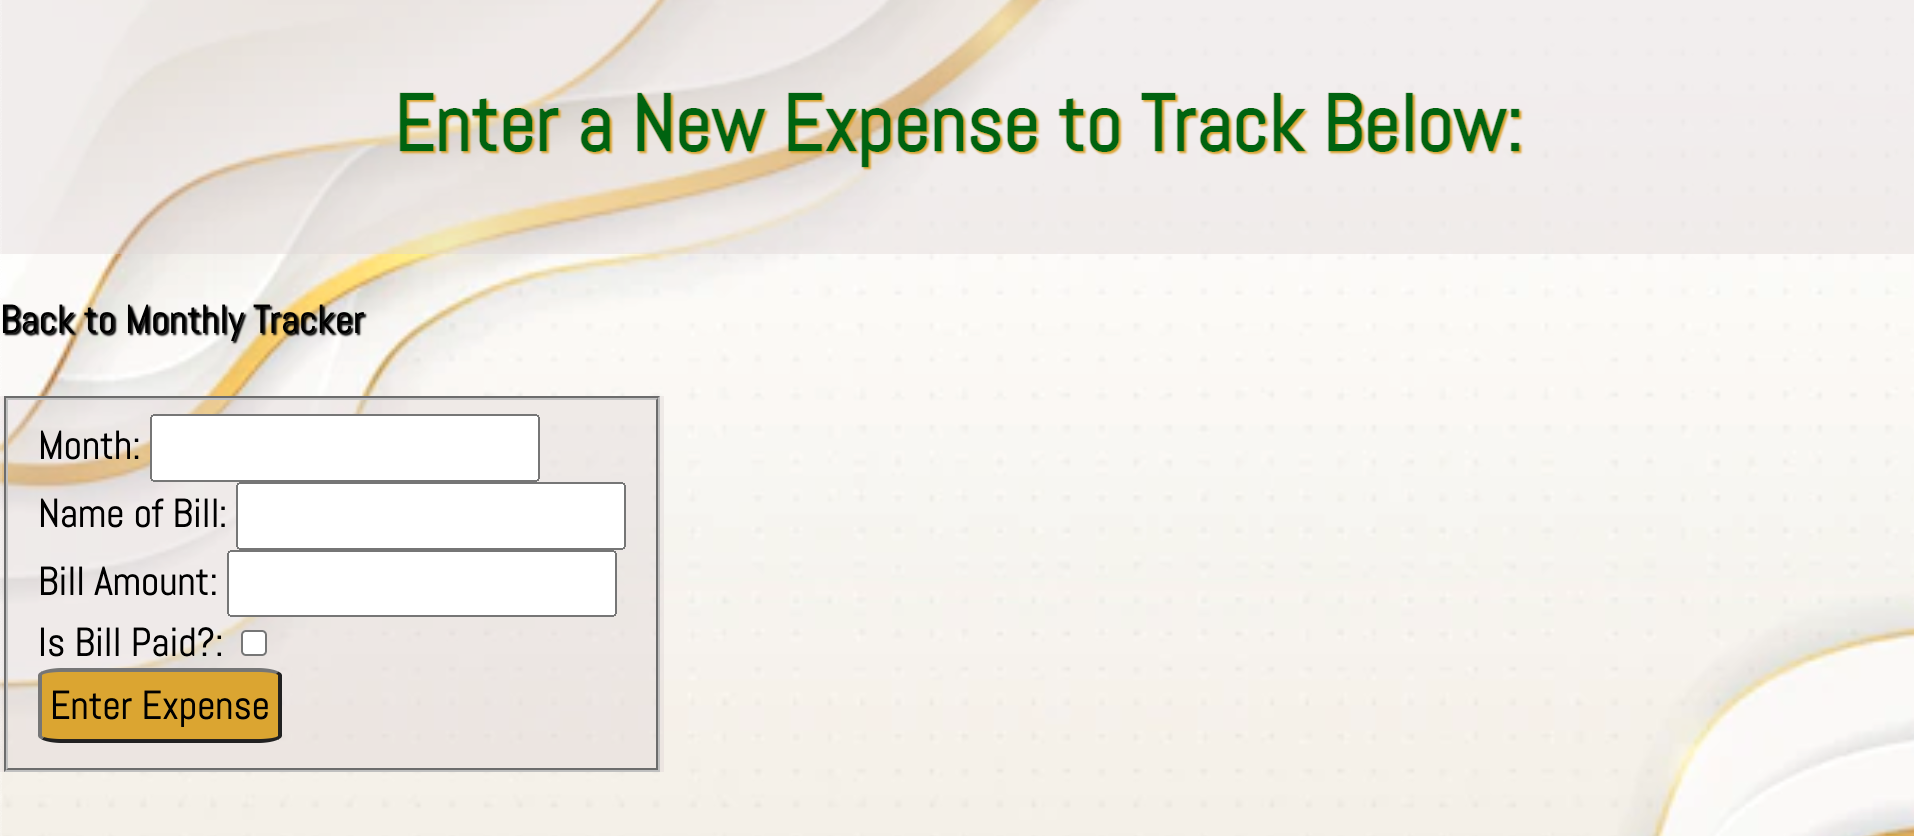 Enter a New Expense to Track Below:
Back to Monthly Tracker
Month:
Name of Bill:
Bill Amount:
Is Bill Paid?:
Enter Expense